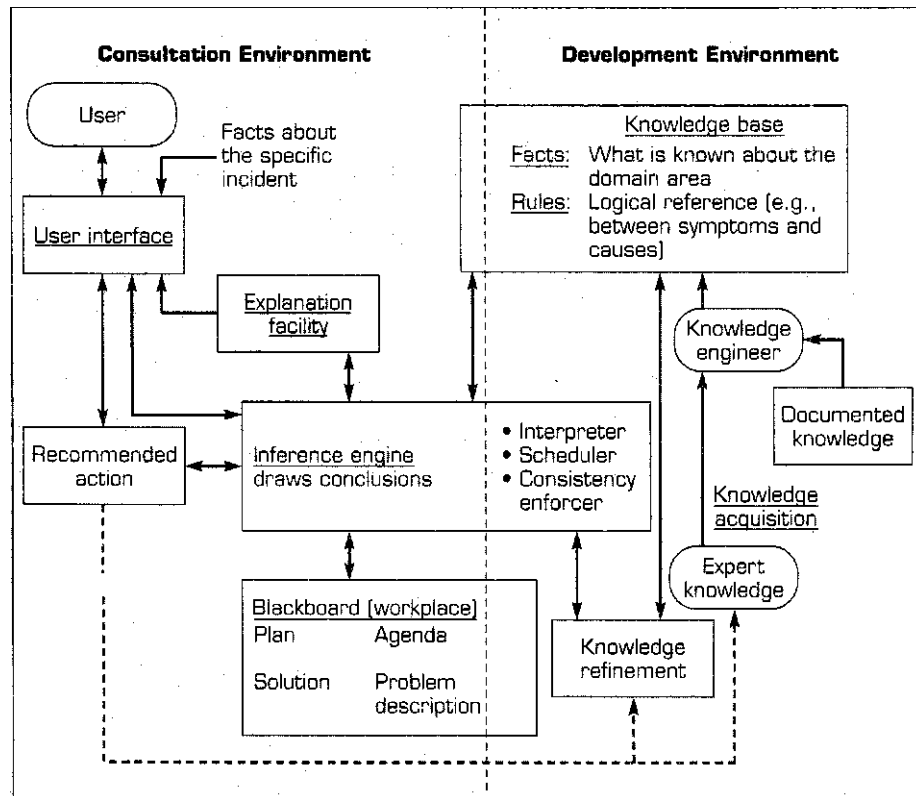 Consultation Environment
Development Environment
User
Facts about
the specific
incident
User interface
Explanation
facility
Recommended
action
Inference engine
draws conclusions
• Interpreter
• Scheduler
• Consistency
enforcer
Blackboard (workplace)
Plan Agenda
Solution Problem
description
Knowledge base
Facts: What is known about the
domain area
Rules: Logical reference (e.g.,
between symptoms and
causes)
Knowledge
engineer
Documented
knowledge
Knowledge
acquisition
Expert
knowledge
Knowledge
refinement